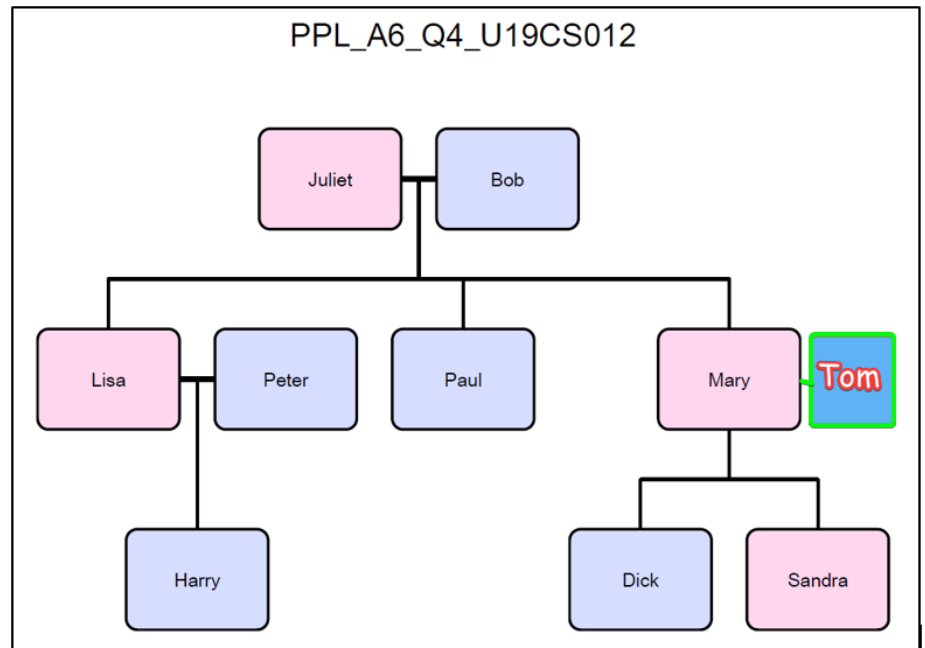 PPL_A6_Q4_U19CS012
Juliet
Bob
Lisa
Peter
Paul
Mary
Tom
Harry
Dick
Sandra